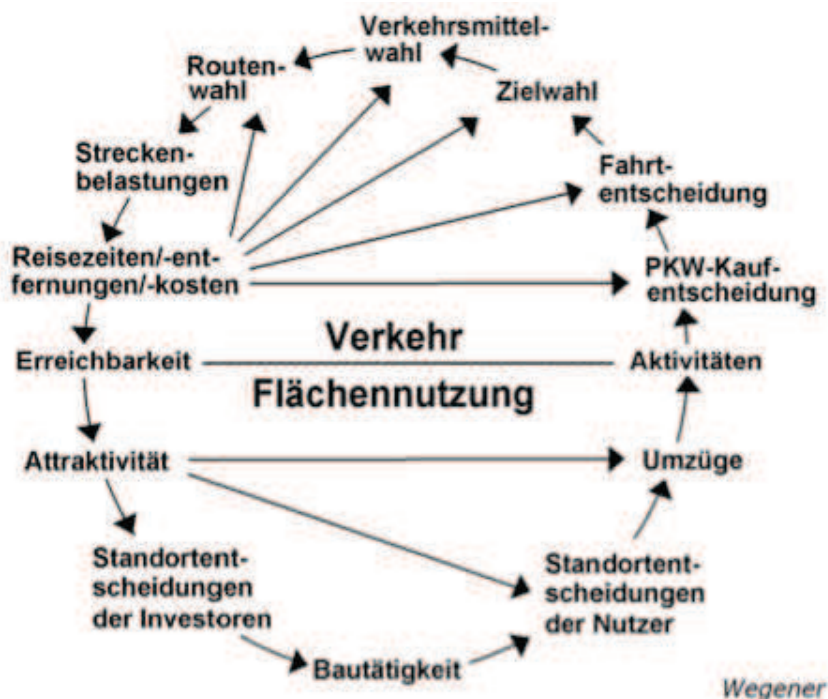 Verkehrsmittel-
wahl
Routen-
wahl
Zielwahl
Strecken-
belastungen
Fahrt-
entscheidung
Reisezeiten/-ent-
fernungen/-kosten
PKW-Kauf-
entscheidung
Verkehr
Erreichbarkeit
Aktivitäten
Flächennutzung
Attraktivität
Umzüge
Standortent-
scheidungen
der Investoren
Standortent-
scheidungen
der Nutzer
Bautätigkeit
Wegener